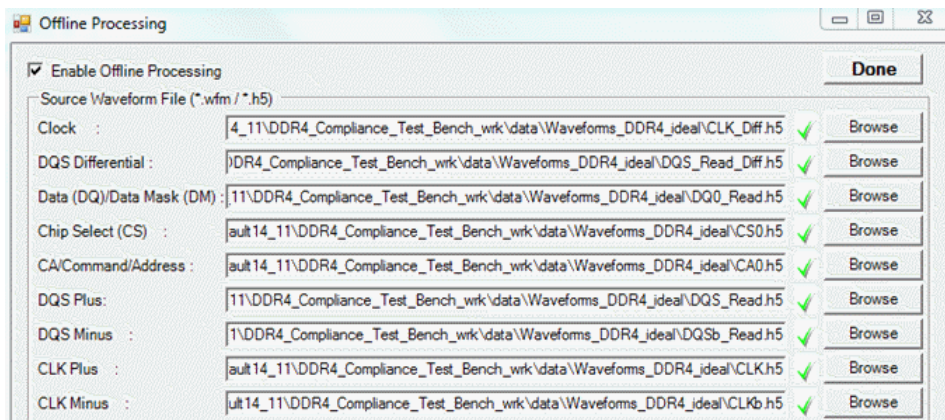 Offline Processing
Enable Offline Processing
Done
Source Waveform File (*.wfm / *.h5)
Clock : 4_11\DDR4_Compliance_Test_Bench_wrk\data\Waveforms_DDR4_ideal\CLK_Diff.h5 Browse
DQS Differential : )DR4_Compliance_Test_Bench_wrk\data\Waveforms_DDR4_ideal\DQS_Read_Diff.h5 Browse
Data (DQ)/Data Mask (DM) : 11\DDR4_Compliance_Test_Bench_wrk\data\Waveforms_DDR4_ideal\DQ0_Read.h5 Browse
Chip Select (CS) : ault14_11\DDR4_Compliance_Test_Bench_wrk\data\Waveforms_DDR4_ideal\CS0.h5 Browse
CA/Command/Address : ault14_11\DDR4_Compliance_Test_Bench_wrk\data\Waveforms_DDR4_ideal\CA0.h5 Browse
DQS Plus: 11\DDR4_Compliance_Test_Bench_wrk\data\Waveforms_DDR4_ideal\DQS_Read.h5 Browse
DQS Minus : 1\DDR4_Compliance_Test_Bench_wrk\data\Waveforms_DDR4_ideal\DQSb_Read.h5 Browse
CLK Plus : ault14_11\DDR4_Compliance_Test_Bench_wrk\data\Waveforms_DDR4_ideal\CLK.h5 Browse
CLK Minus : ult14_11\DDR4_Compliance_Test_Bench_wrk\data\Waveforms_DDR4_ideal\CLKb.h5 Browse